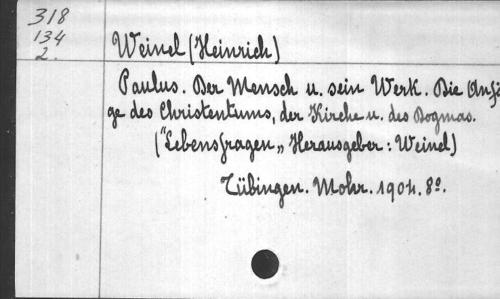 318
134
2.
Weinel (Heinrich)
Paulus. Der Mensch u. sein Werk. Die Anfä
ge des Christentums, der Kirche u. des Dogmas.
("Lebensfragen„ Herausgeber: Weinel)
Tübingen. Mohr. 1904. 8º.